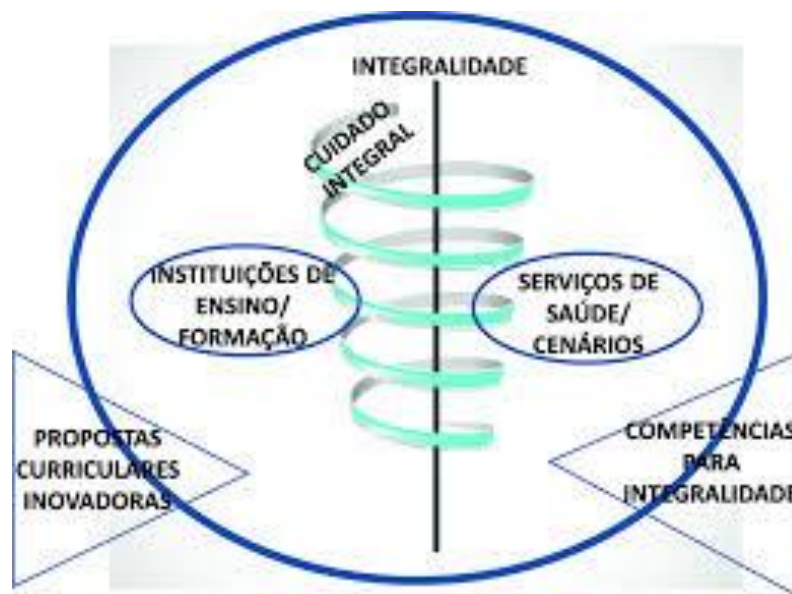 INTEGRALIDADE
CUIDADO
INTEGRAL
INSTITUIÇÕES DE
ENSINO/
FORMAÇÃO
SERVIÇOS DE
SAÚDE/
CENÁRIOS
PROPOSTAS
CURRICULARES
INOVADORAS
COMPETÊNCIAS
PARA
INTEGRALIDADE